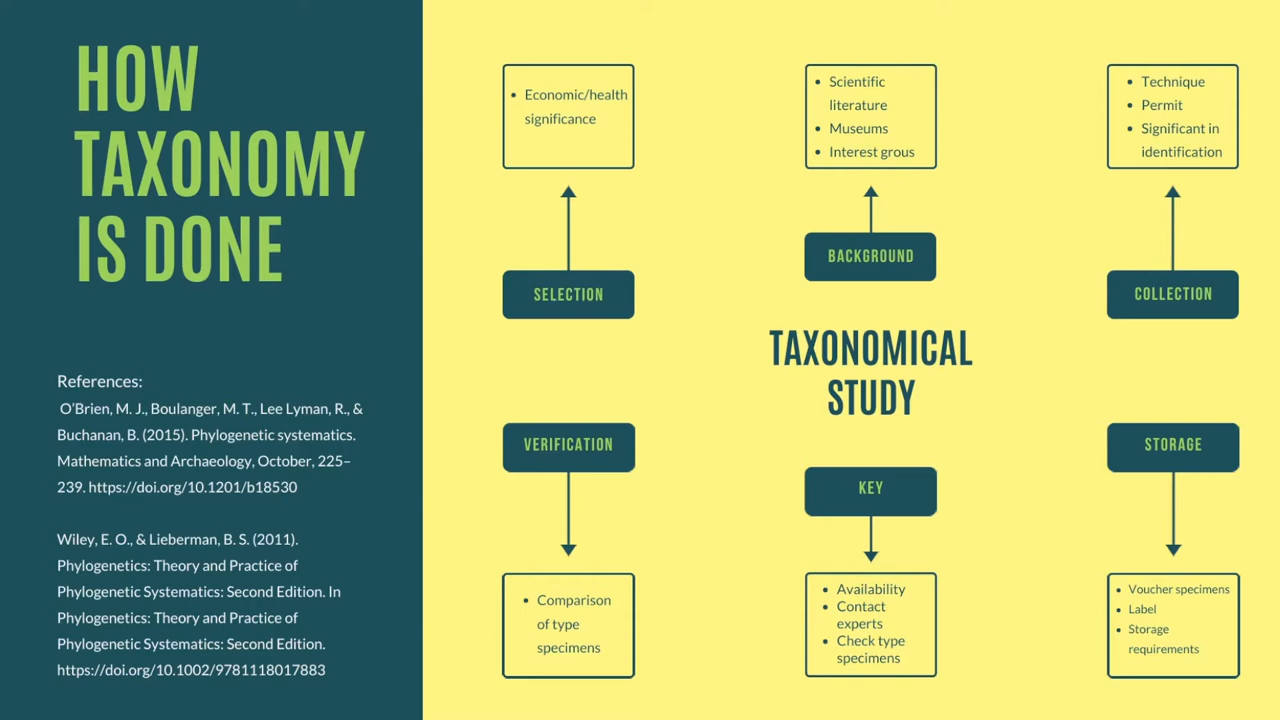 HOW
TAXONOMY
IS DONE
References:
O'Brien, M. J., Boulanger, M. T., Lee Lyman, R., &
Buchanan, B. (2015). Phylogenetic systematics.
Mathematics and Archaeology, October, 225–
239. https://doi.org/10.1201/b18530
Wiley, E. O., & Lieberman, B. S. (2011).
Phylogenetics: Theory and Practice of
Phylogenetic Systematics: Second Edition. In
Phylogenetics: Theory and Practice of
Phylogenetic Systematics: Second Edition.
https://doi.org/10.1002/9781118017883
• Economic/health
significance
SELECTION
• Scientific
literature
• Museums
• Interest grous
BACKGROUND
• Technique
• Permit
• Significant in
identification
COLLECTION
TAXONOMICAL
STUDY
VERIFICATION
• Comparison
of type
specimens
KEY
• Availability
• Contact
experts
• Check type
specimens
STORAGE
• Voucher specimens
• Label
• Storage
requirements